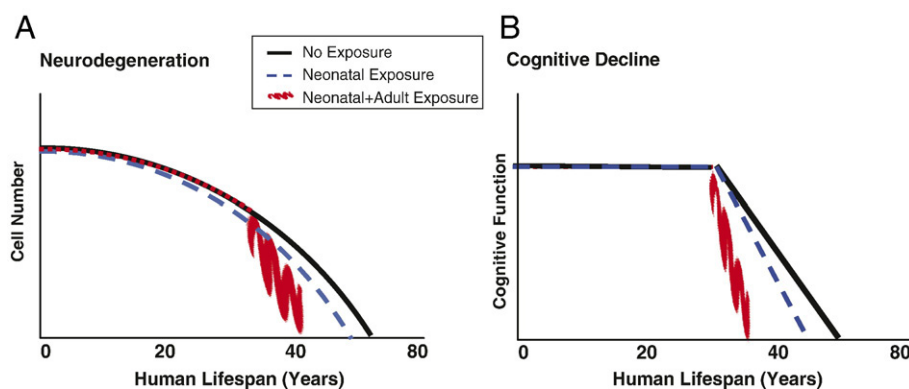 A
Neurodegeneration
No Exposure
Neonatal Exposure
Neonatal+Adult Exposure
Cell Number
0 20 40 80
Human Lifespan (Years)
B
Cognitive Decline
Cognitive Function
0 20 40 80
Human Lifespan (Years)